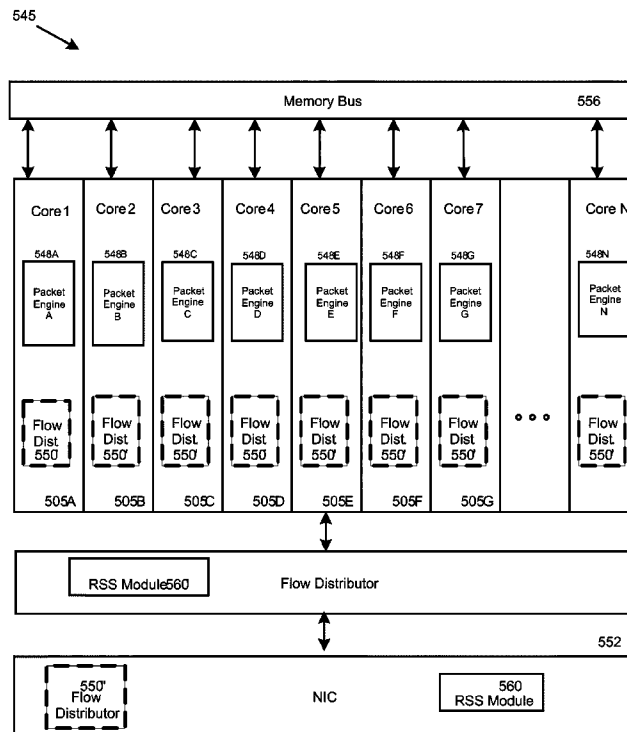 545
Memory Bus 556
Core 1 Core 2 Core 3 Core 4 Core 5 Core 6 Core 7 Core N
548A 548B 548C 548D 548E 548F 548G 548N
Packet Packet Packet Packet Packet Packet Packet Packet
Engine Engine Engine Engine Engine Engine Engine Engine
A B C D E F G N
Flow Flow Flow Flow Flow Flow Flow Flow
Dist Dist. Dist. Dist. Dist. Dist. Dist. Dist.
550' 550' 550' 550' 550' 550' 550' 550'
505A 505B 505C 505D 505E 505F 505G 505N
RSS Module560 Flow Distributor
552
550" NIC 560
Flow RSS Module
Distributor